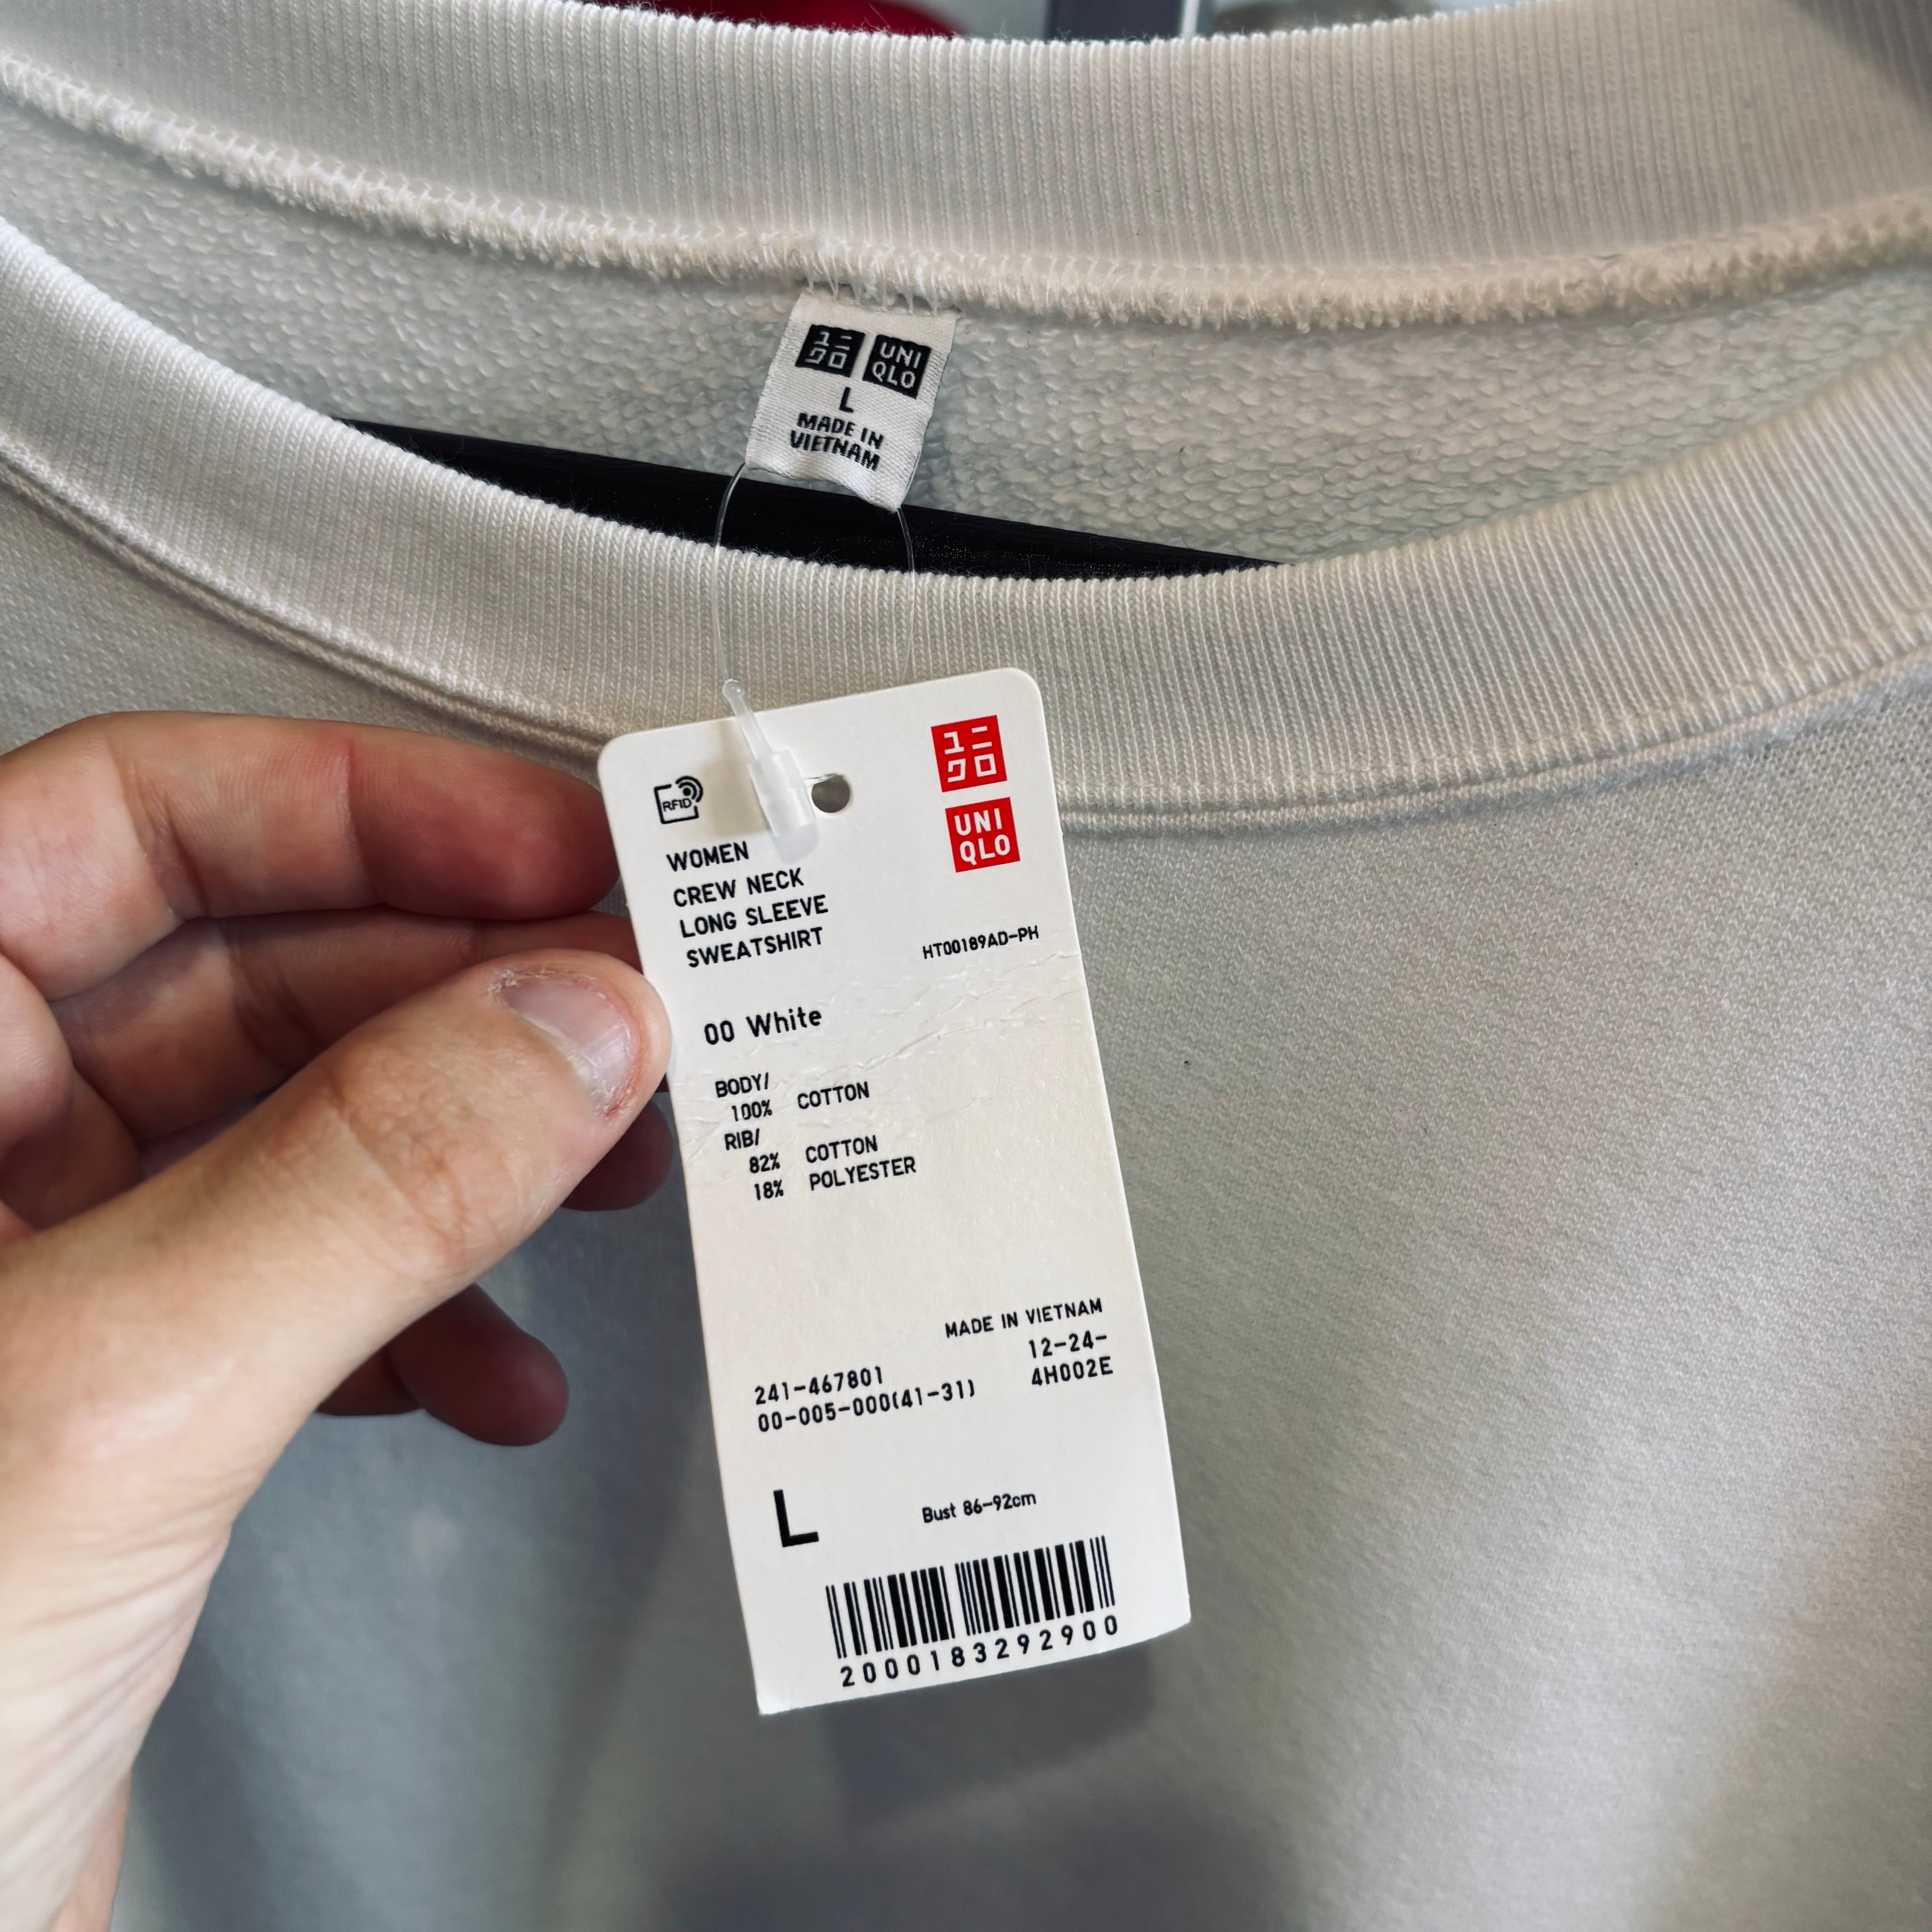 ユニ
クロ
UNI
QLO
L
MADE IN
VIETNAM
RFID
ユニ
クロ
UNI
QLO
WOMEN
CREW NECK
LONG SLEEVE
SWEATSHIRT
HT00189AD-PH
00 White
BODY/
100% COTTON
RIB/
82% COTTON
18% POLYESTER
MADE IN VIETNAM
12-24-
4H002E
241-467801
00-005-000(41-31)
L
Bust 86-92cm
2000183292900